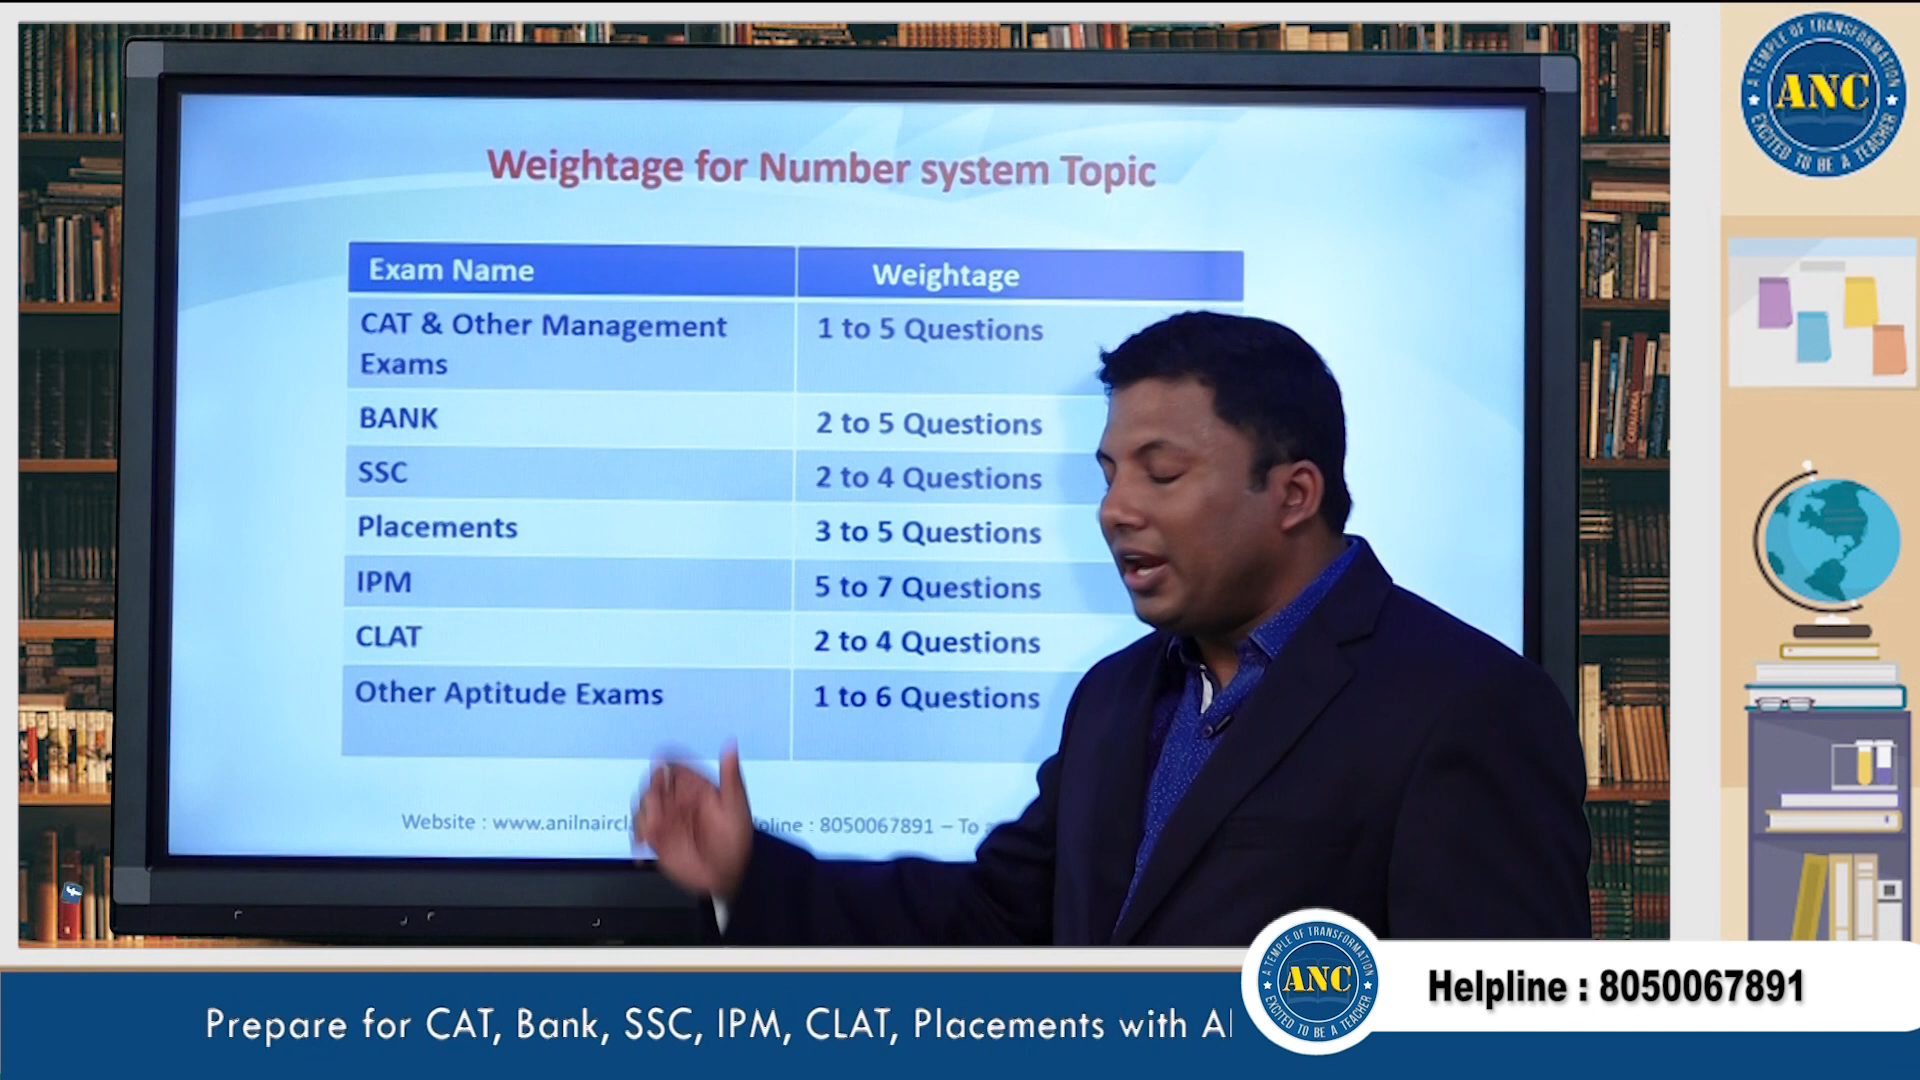 A TEMPLE OF TRANSFORMATION
ANC
EXCITED TO BE A TEACHER
Weightage for Number system Topic
Exam Name Weightage
CAT & Other Management Exams 1 to 5 Questions
BANK 2 to 5 Questions
SSC 2 to 4 Questions
Placements 3 to 5 Questions
IPM 5 to 7 Questions
CLAT 2 to 4 Questions
Other Aptitude Exams 1 to 6 Questions
Website : : 8050067891 – To
A TEMPLE OF TRANSFORMATION
ANC
EXCITED TO BE A TEACHER
Helpline : 8050067891
Prepare for CAT, Bank, SSC, IPM, CLAT, Placements with